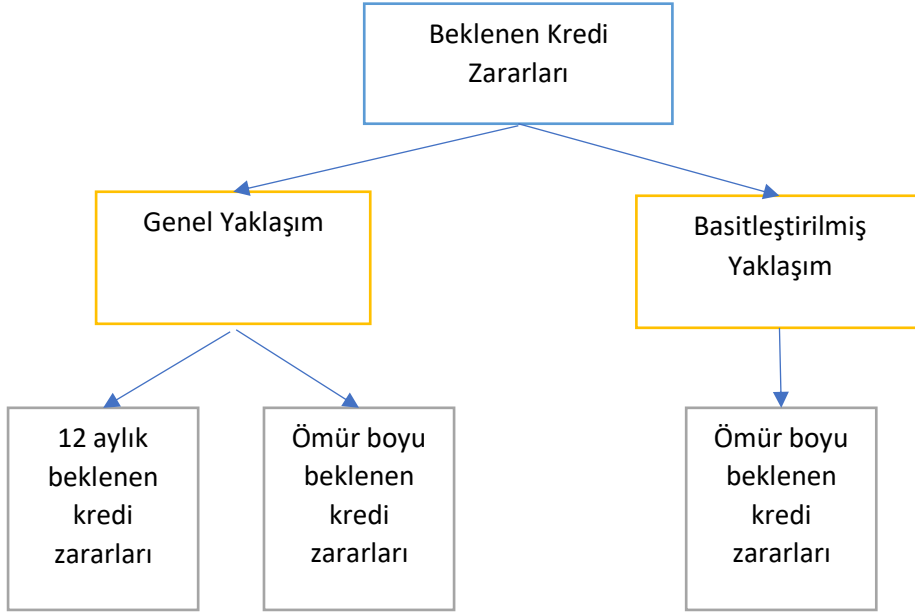 Beklenen Kredi
Zararları
Genel Yaklaşım
Basitleştirilmiş
Yaklaşım
12 aylık
beklenen
kredi
zararları
Ömür boyu
beklenen
kredi
zararları
Ömür boyu
beklenen
kredi
zararları